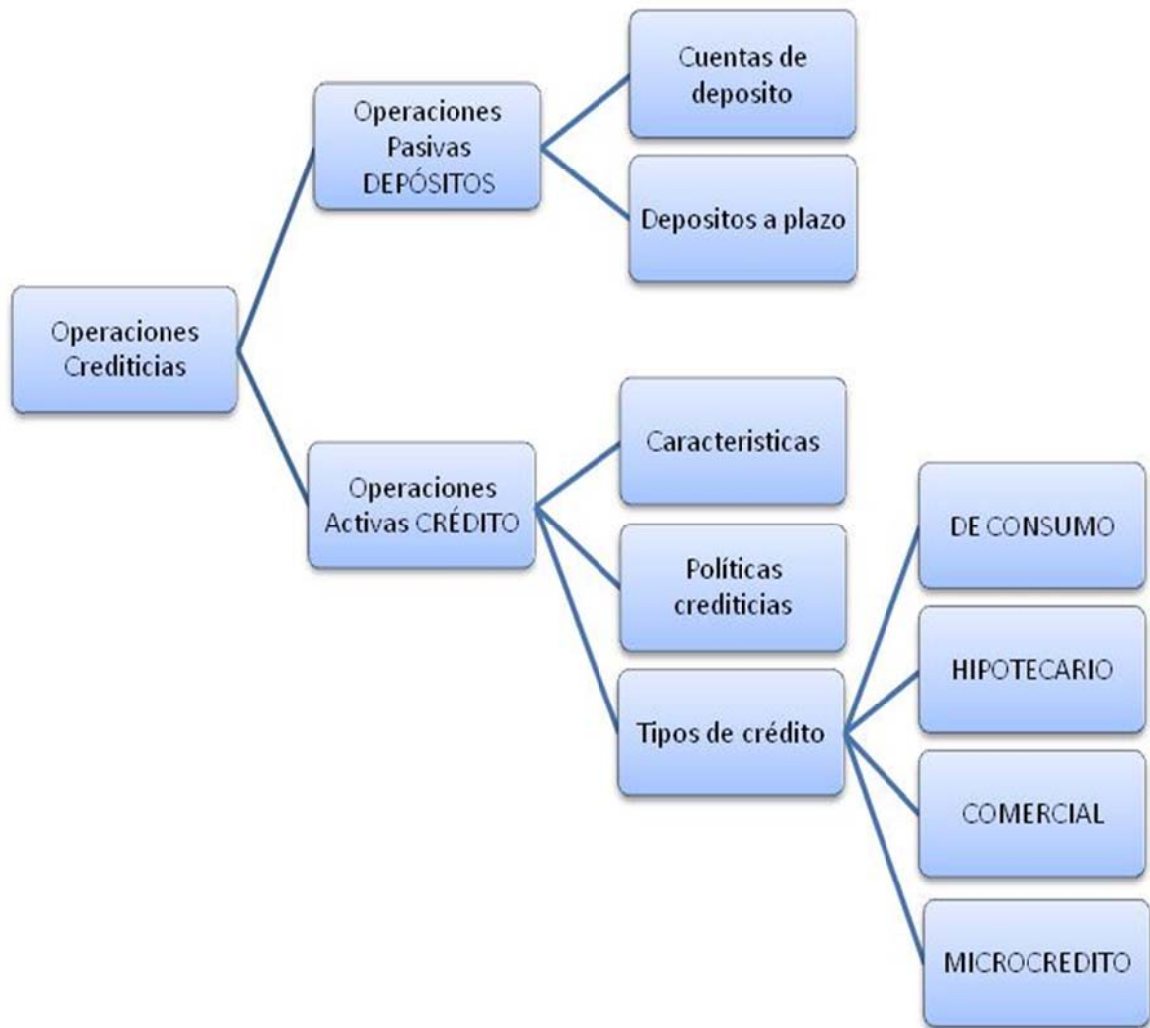 Operaciones
Crediticias
Operaciones
Pasivas
DEPÓSITOS
Cuentas de
deposito
Depositos a plazo
Operaciones
Activas CRÉDITO
Caracteristicas
Políticas
crediticias
Tipos de crédito
DE CONSUMO
HIPOTECARIO
COMERCIAL
MICROCREDITO